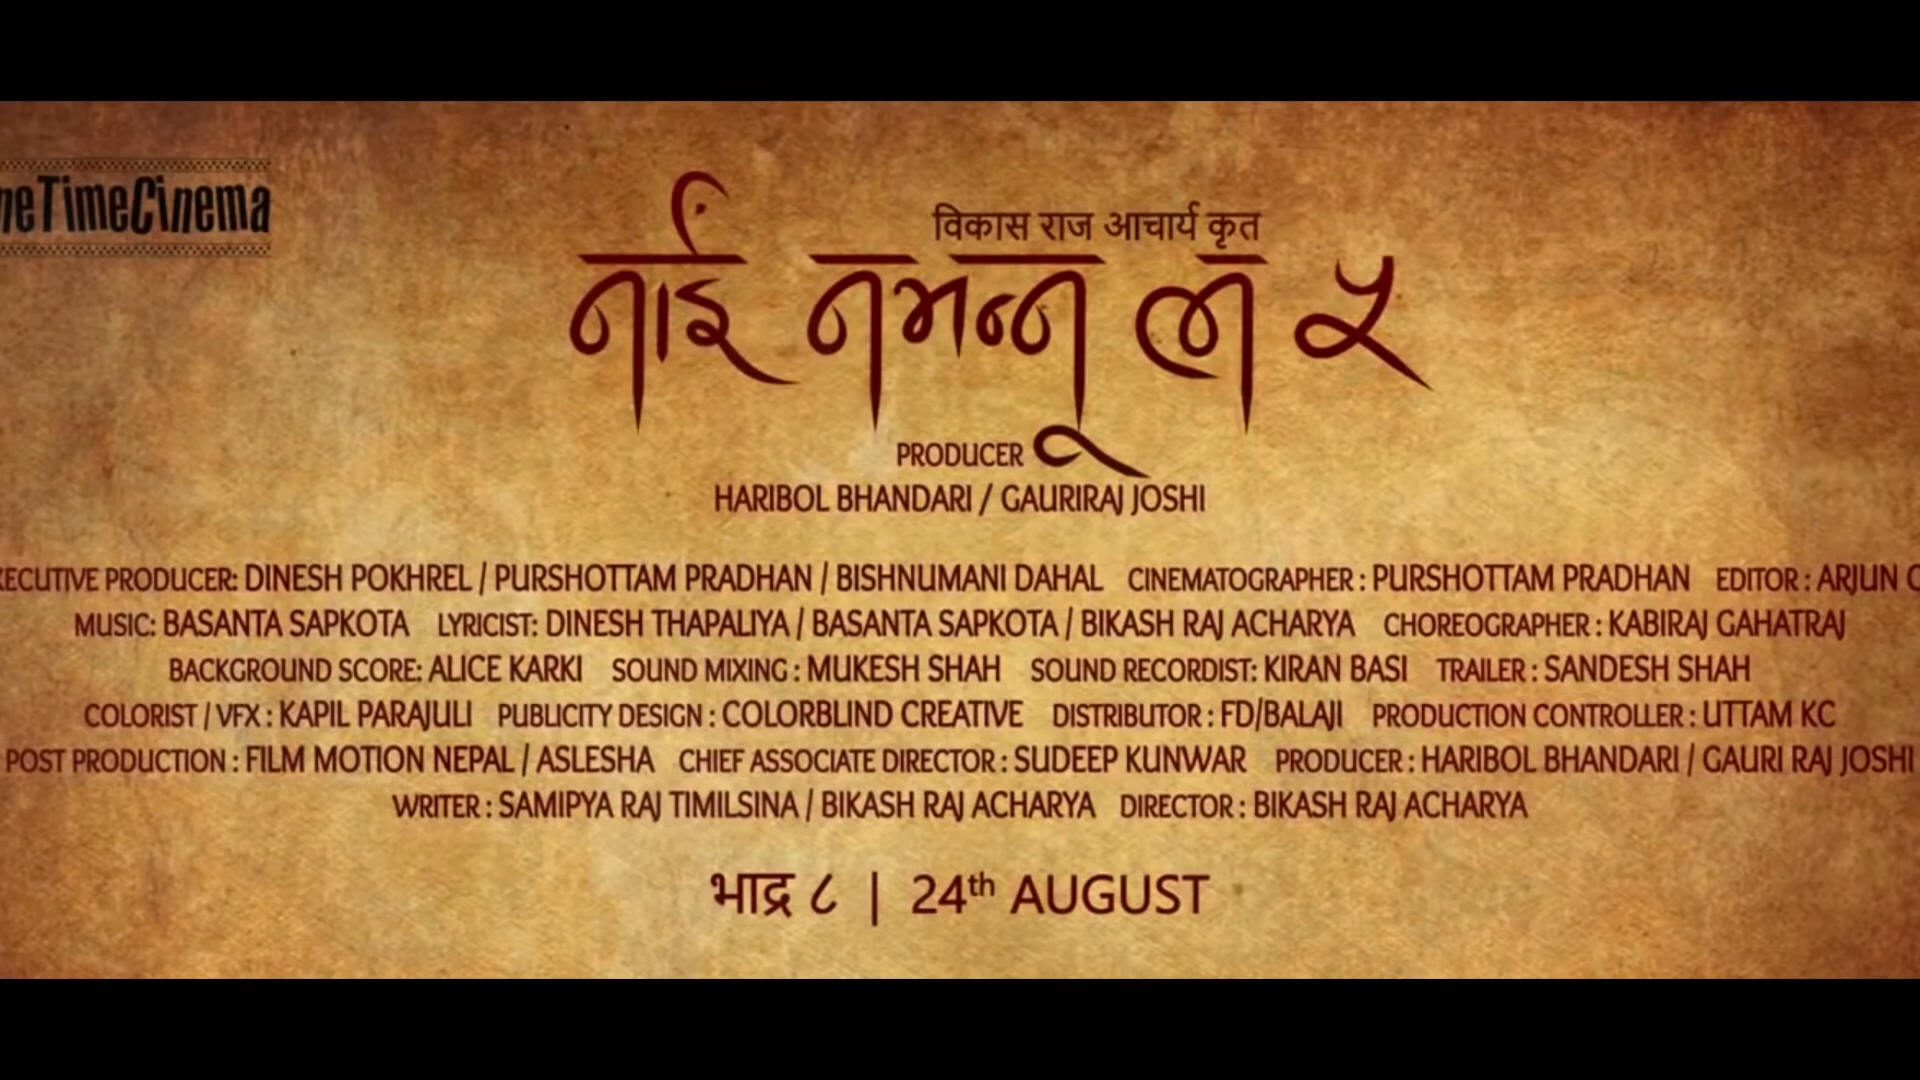 neTimeCinema
विकास राज आचार्य कृत
नाईं नभन्नू ल ५
PRODUCER
HARIBOL BHANDARI / GAURIRAJ JOSHI
XECUTIVE PRODUCER: DINESH POKHREL / PURSHOTTAM PRADHAN / BISHNUMANI DAHAL CINEMATOGRAPHER : PURSHOTTAM PRADHAN EDITOR : ARJUN
MUSIC: BASANTA SAPKOTA LYRICIST: DINESH THAPALIYA / BASANTA SAPKOTA / BIKASH RAJ ACHARYA CHOREOGRAPHER : KABIRAJ GAHATRAJ
BACKGROUND SCORE: ALICE KARKI SOUND MIXING : MUKESH SHAH SOUND RECORDIST: KIRAN BASI TRAILER : SANDESH SHAH
COLORIST / VFX : KAPIL PARAJULI PUBLICITY DESIGN : COLORBLIND CREATIVE DISTRIBUTOR : FD/BALAJI PRODUCTION CONTROLLER : UTTAM KC
POST PRODUCTION : FILM MOTION NEPAL / ASLESHA CHIEF ASSOCIATE DIRECTOR : SUDEEP KUNWAR PRODUCER : HARIBOL BHANDARI / GAURI RAJ JOSHI
WRITER : SAMIPYA RAJ TIMILSINA / BIKASH RAJ ACHARYA DIRECTOR : BIKASH RAJ ACHARYA
भाद्र ८ | 24th AUGUST